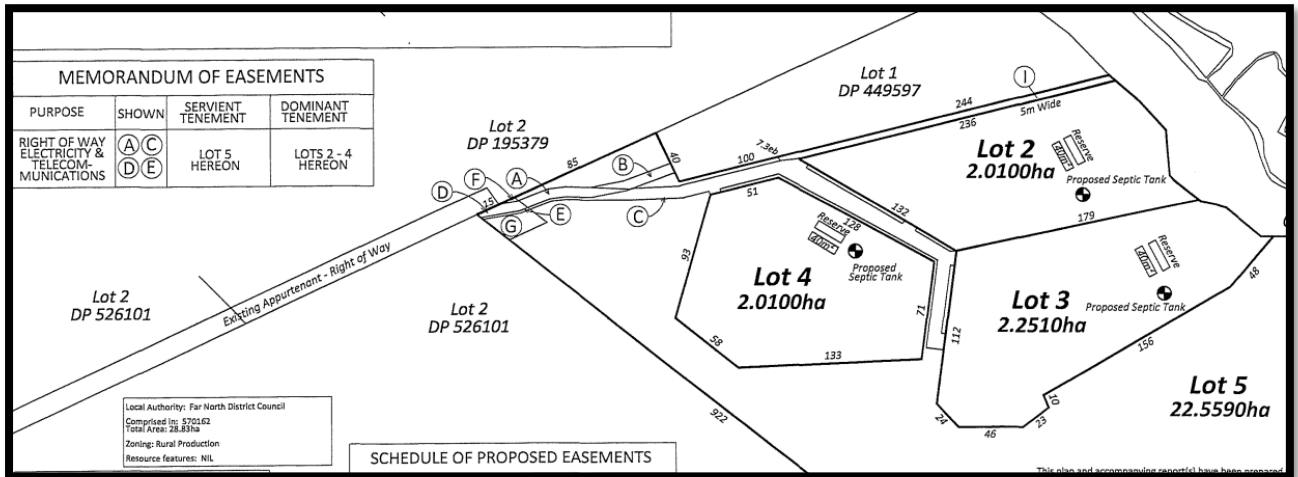 MEMORANDUM OF EASEMENTS
PURPOSE
SHOWN
SERVIENT
TENEMENT
DOMINANT
TENEMENT
RIGHT OF WAY
ELECTRICITY &
TELECOM-
MUNICATIONS
A C
D E
LOT 5
HEREON
LOTS 2 - 4
HEREON
Lot 2
DP 195379
Lot 1
DP 449597
I
244
5m Wide
236
7.3eb
100
40
85
B
A
F
D
15
G
E
C
51
Lot 2
2.0100ha
Reserve
40m²
Proposed Septic Tank
132
179
Existing Appurtenant - Right of Way
Lot 2
DP 526101
Lot 2
DP 526101
93
128
Reserve
40m²
Proposed
Septic Tank
Lot 4
2.0100ha
71
58
133
112
Lot 3
2.2510ha
Reserve
40m²
Proposed Septic Tank
48
156
10
23
46
24
Lot 5
22.5590ha
922
Local Authority: Far North District Council
Comprised in: 570162
Total Area: 28.83ha
Zoning: Rural Production
Resource features: NIL
SCHEDULE OF PROPOSED EASEMENTS
This plan and accompanying report(s) have been prepared